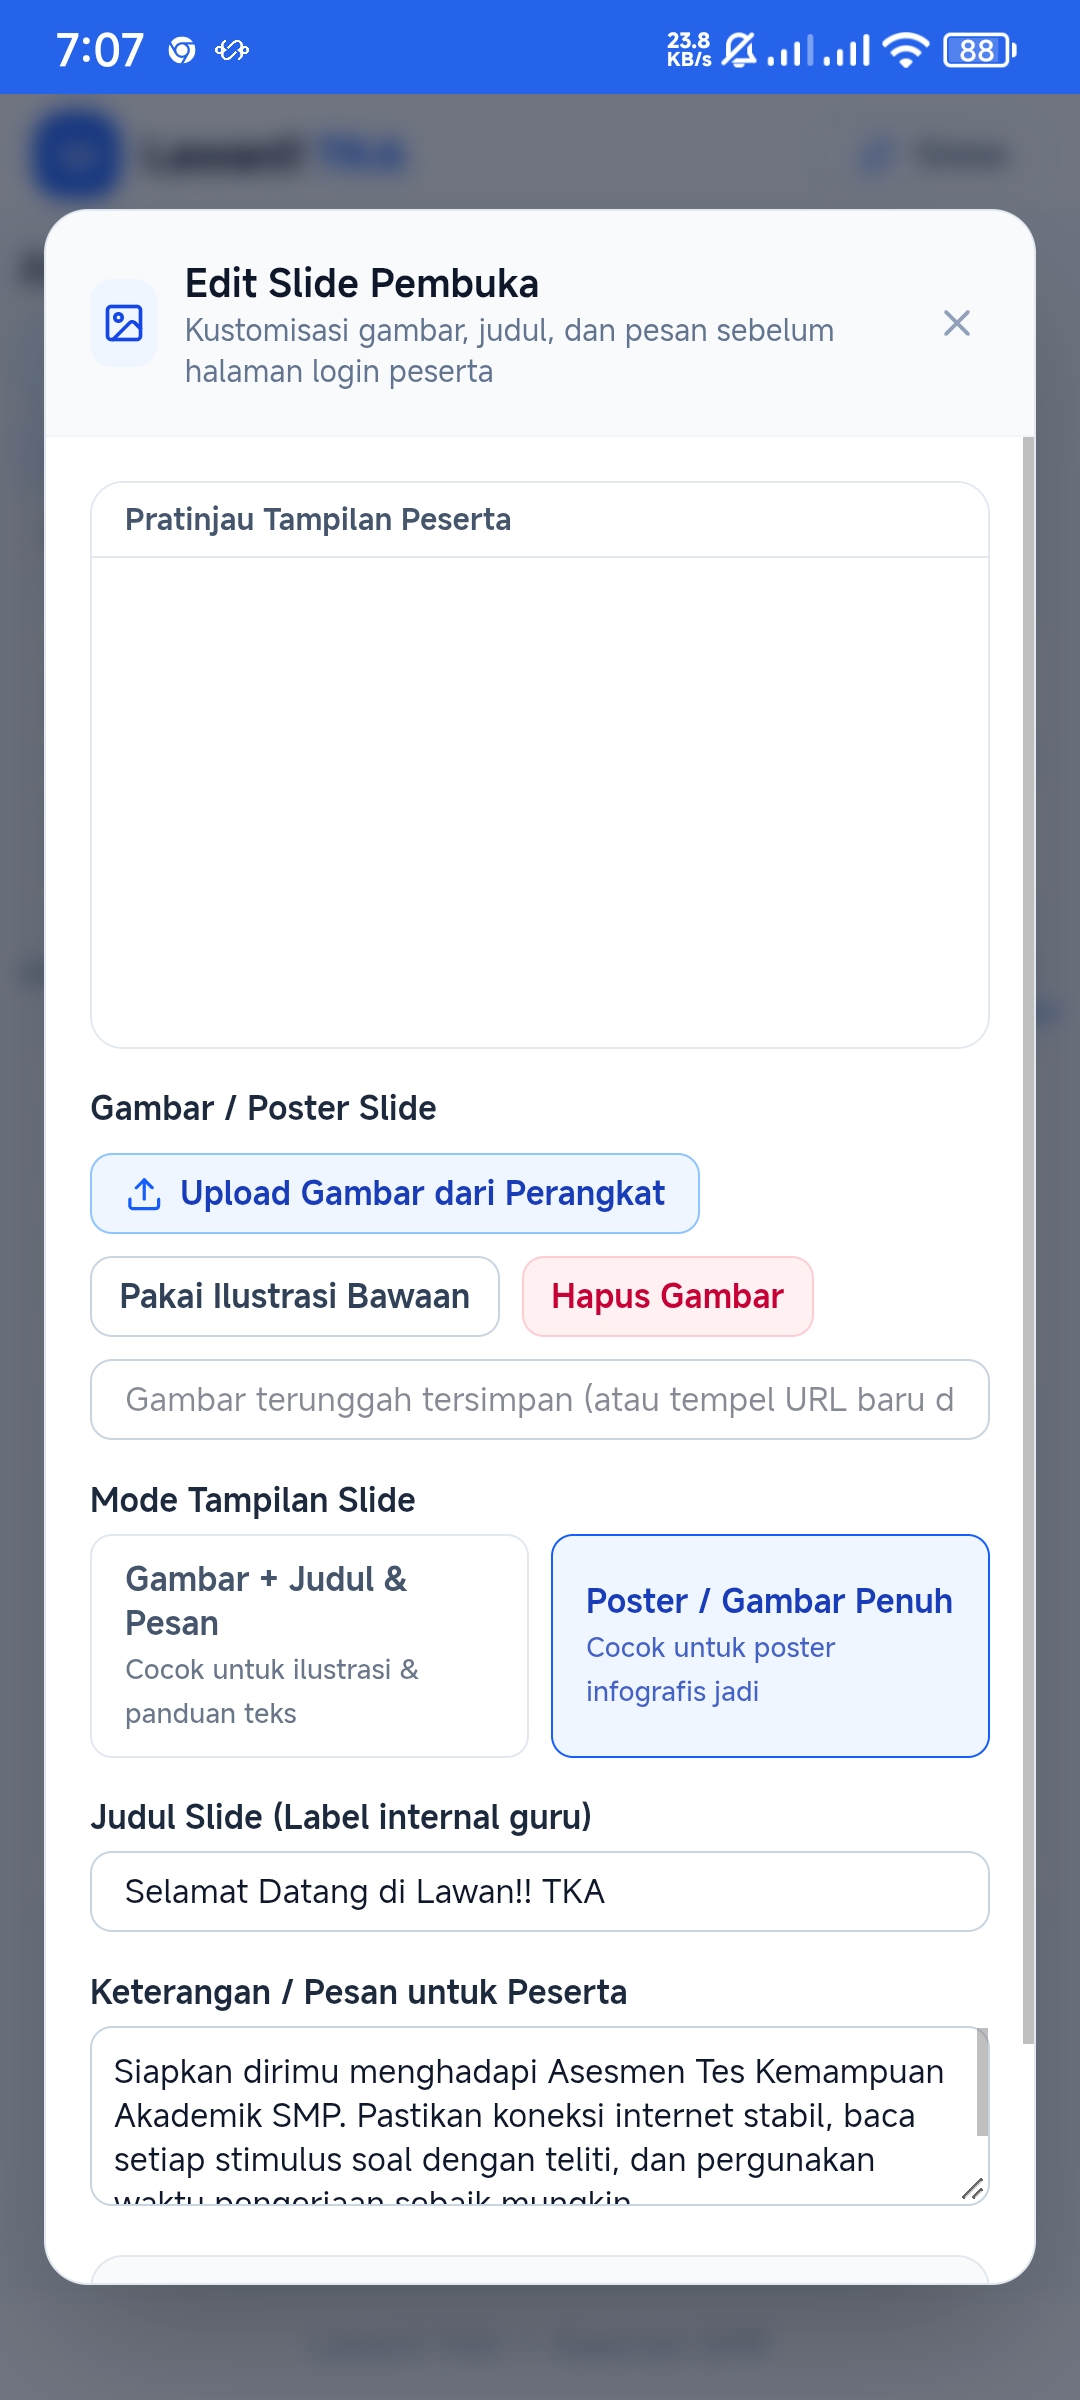 7:07
23.8
KB/s
88
Edit Slide Pembuka
Kustomisasi gambar, judul, dan pesan sebelum
halaman login peserta
Pratinjau Tampilan Peserta
Gambar / Poster Slide
Upload Gambar dari Perangkat
Pakai Ilustrasi Bawaan
Hapus Gambar
Gambar terunggah tersimpan (atau tempel URL baru d
Mode Tampilan Slide
Gambar + Judul &
Pesan
Cocok untuk ilustrasi &
panduan teks
Poster / Gambar Penuh
Cocok untuk poster
infografis jadi
Judul Slide (Label internal guru)
Selamat Datang di Lawan!! TKA
Keterangan / Pesan untuk Peserta
Siapkan dirimu menghadapi Asesmen Tes Kemampuan
Akademik SMP. Pastikan koneksi internet stabil, baca
setiap stimulus soal dengan teliti, dan pergunakan
waktu pengerjaan sebaik mungkin